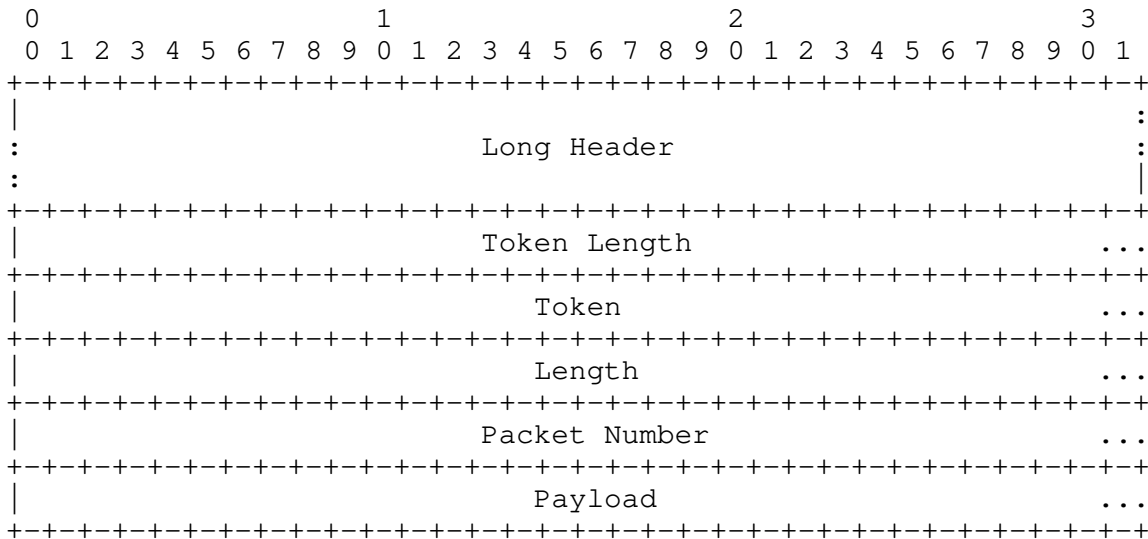 0                   1                   2                   3
 0 1 2 3 4 5 6 7 8 9 0 1 2 3 4 5 6 7 8 9 0 1 2 3 4 5 6 7 8 9 0 1
+-+-+-+-+-+-+-+-+-+-+-+-+-+-+-+-+-+-+-+-+-+-+-+-+-+-+-+-+-+-+-+-+
|                                                               :
:                          Long Header                          :
:                                                               |
+-+-+-+-+-+-+-+-+-+-+-+-+-+-+-+-+-+-+-+-+-+-+-+-+-+-+-+-+-+-+-+-+
|                          Token Length                       ...
+-+-+-+-+-+-+-+-+-+-+-+-+-+-+-+-+-+-+-+-+-+-+-+-+-+-+-+-+-+-+-+-+
|                             Token                           ...
+-+-+-+-+-+-+-+-+-+-+-+-+-+-+-+-+-+-+-+-+-+-+-+-+-+-+-+-+-+-+-+-+
|                             Length                          ...
+-+-+-+-+-+-+-+-+-+-+-+-+-+-+-+-+-+-+-+-+-+-+-+-+-+-+-+-+-+-+-+-+
|                          Packet Number                      ...
+-+-+-+-+-+-+-+-+-+-+-+-+-+-+-+-+-+-+-+-+-+-+-+-+-+-+-+-+-+-+-+-+
|                             Payload                         ...
+-+-+-+-+-+-+-+-+-+-+-+-+-+-+-+-+-+-+-+-+-+-+-+-+-+-+-+-+-+-+-+-+